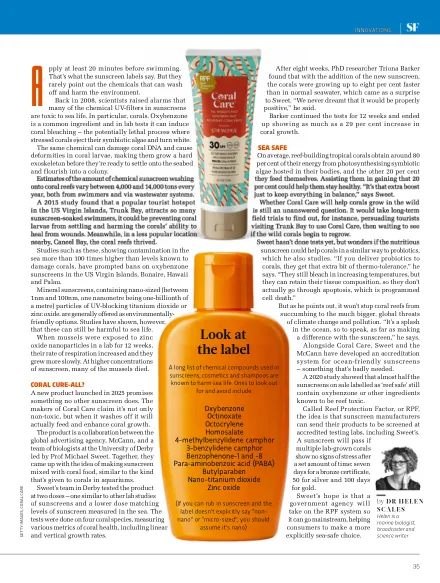 INNOVATIONS SF
Apply at least 20 minutes before swimming.
That's what the sunscreen labels say. But they
rarely point out the chemicals that can wash
off and harm the environment.
Back in 2008, scientists raised alarms that
many of the chemical UV-filters in sunscreens
are toxic to sea life. In particular, corals. Oxybenzone
is a common ingredient and in lab tests it can induce
coral bleaching – the potentially lethal process where
stressed corals eject their symbiotic algae and turn white.
The same chemical can damage coral DNA and cause
deformities in coral larvae, making them grow a hard
exoskeleton before they're ready to settle onto the seabed
and flourish into a colony.
Estimates of the amount of chemical sunscreen washing
onto coral reefs vary between 4,000 and 14,000 tons every
year, both from swimmers and via wastewater systems.
A 2015 study found that a popular tourist hotspot
in the US Virgin Islands, Trunk Bay, attracts so many
sunscreen-soaked swimmers, it could be preventing coral
larvae from settling and harming the corals' ability to
heal from wounds. Meanwhile, in a less popular location
nearby, Caneel Bay, the coral reefs thrived.
Studies such as these, showing contamination in the
sea more than 100 times higher than levels known to
damage corals, have prompted bans on oxybenzone
sunscreens in the US Virgin Islands, Bonaire, Hawaii
and Palau.
Mineral sunscreens, containing nano-sized (between
1nm and 100nm, one nanometre being one-billionth of
a metre) particles of UV-blocking titanium dioxide or
zinc oxide, are generally offered as environmentally-
friendly options. Studies have shown, however,
that these can still be harmful to sea life.
When mussels were exposed to zinc
oxide nanoparticles in a lab for 12 weeks,
their rate of respiration increased and they
grew more slowly. At higher concentrations
of sunscreen, many of the mussels died.
CORAL CURE-ALL?
A new product launched in 2025 promises
something no other sunscreen does. The
makers of Coral Care claim it's not only
non-toxic, but when it washes off it will
actually feed and enhance coral growth.
The product is a collaboration between the
global advertising agency, McCann, and a
team of biologists at the University of Derby
led by Prof Michael Sweet. Together, they
came up with the idea of making sunscreen
mixed with coral food, similar to the kind
that's given to corals in aquariums.
Sweet's team in Derby tested the product
at two doses – one similar to other lab studies
of sunscreens and a lower dose matching
levels of sunscreen measured in the sea. The
tests were done on four coral species, measuring
various metrics of coral health, including linear
and vertical growth rates.
RPF
Coral
Care
30
After eight weeks, PhD researcher Triona Barker
found that with the addition of the new sunscreen,
the corals were growing up to eight per cent faster
than in normal seawater, which came as a surprise
to Sweet. "We never dreamt that it would be properly
positive," he said.
Barker continued the tests for 12 weeks and ended
up showing as much as a 29 per cent increase in
coral growth.
SEA SAFE
On average, reef-building tropical corals obtain around 80
per cent of their energy from photosynthesising symbiotic
algae hosted in their bodies, and the other 20 per cent
they feed themselves. Assisting them in gaining that 20
per cent could help them stay healthy. "It's that extra boost
just to keep everything in balance," says Sweet.
Whether Coral Care will help corals grow in the wild
is still an unanswered question. It would take long-term
field trials to find out, for instance, persuading tourists
visiting Trunk Bay to use Coral Care, then waiting to see
if the wild corals begin to regrow.
Sweet hasn't done tests yet, but wonders if the nutritious
sunscreen could help corals in a similar way to probiotics,
which he also studies. "If you deliver probiotics to
corals, they get that extra bit of thermo-tolerance," he
says. "They still bleach in increasing temperatures, but
they can retain their tissue composition, so they don't
actually go through apoptosis, which is programmed
cell death."
But as he points out, it won't stop coral reefs from
succumbing to the much bigger, global threats
of climate change and pollution. "It's a splash
in the ocean, so to speak, as far as making
a difference with the sunscreen," he says.
Alongside Coral Care, Sweet and the
McCann have developed an accreditation
system for ocean-friendly sunscreens
– something that's badly needed.
A 2020 study showed that almost half the
sunscreens on sale labelled as 'reef safe' still
contain oxybenzone or other ingredients
known to be reef toxic.
Called Reef Protection Factor, or RPF,
the idea is that sunscreen manufacturers
can send their products to be screened at
accredited testing labs, including Sweet's.
A sunscreen will pass if
multiple lab-grown corals
show no signs of stress after
a set amount of time: seven
days for a bronze certificate,
50 for silver and 100 days
for gold.
Sweet's hope is that a
government agency will
take on the RPF system so
it can go mainstream, helping
consumers to make a more
explicitly sea-safe choice.
by DR HELEN
SCALES
Helen is a
marine biologist,
broadcaster and
science writer
Look at
the label
A long list of chemical compounds used in
sunscreens, cosmetics and shampoos are
known to harm sea life. Ones to look out
for and avoid include:
Oxybenzone
Octinoxate
Octocrylene
Homosalate
4-methylbenzylidine camphor
3-benzylidene camphor
Benzophenone-1 and -8
Para-aminobenzoic acid (PABA)
Butylparaben
Nano-titanium dioxide
Zinc oxide
(If you can rub in sunscreen and the
label doesn't explicitly say "non-
nano" or "micro-sized", you should
assume it's nano)
GETTY IMAGES, CORAL CARE
35